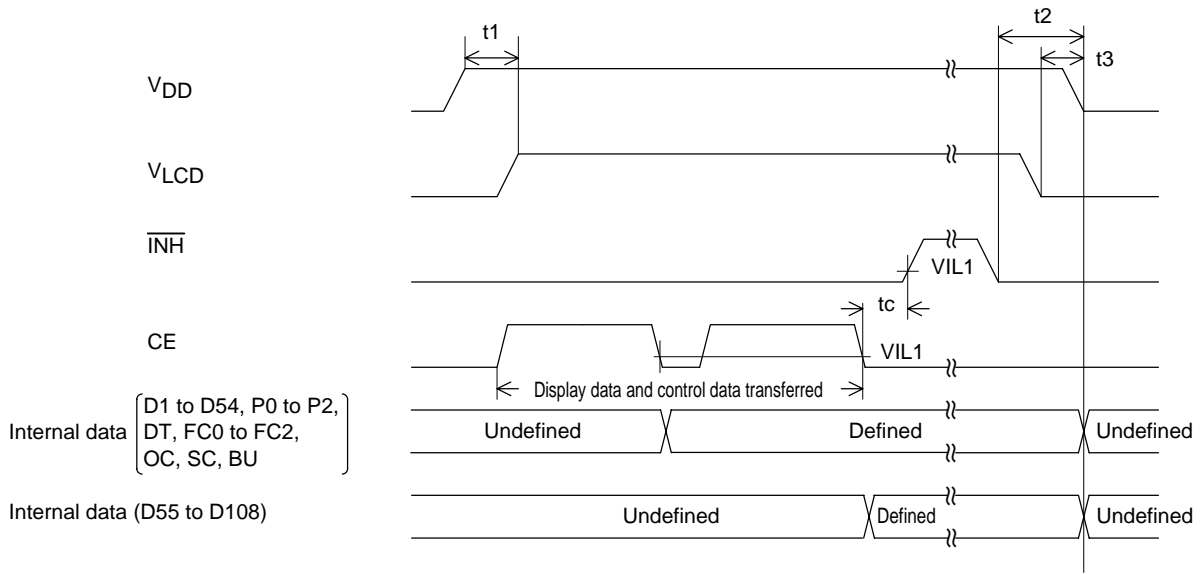 t1
t2
t3
VDD
VLCD
INH
VIL1
tc
CE
VIL1
Display data and control data transferred
Internal data
D1 to D54, P0 to P2,
DT, FC0 to FC2,
OC, SC, BU
Undefined
Defined
Undefined
Internal data (D55 to D108)
Undefined
Defined
Undefined